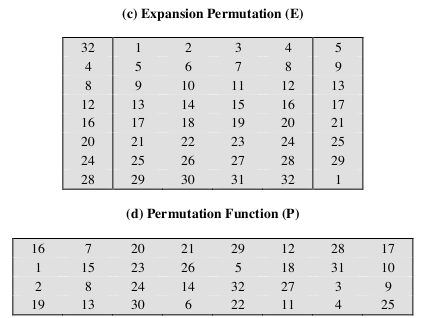 (c) Expansion Permutation (E)
32 1 2 3 4 5
4 5 6 7 8 9
8 9 10 11 12 13
12 13 14 15 16 17
16 17 18 19 20 21
20 21 22 23 24 25
24 25 26 27 28 29
28 29 30 31 32 1
(d) Permutation Function (P)
16 7 20 21 29 12 28 17
1 15 23 26 5 18 31 10
2 8 24 14 32 27 3 9
19 13 30 6 22 11 4 25